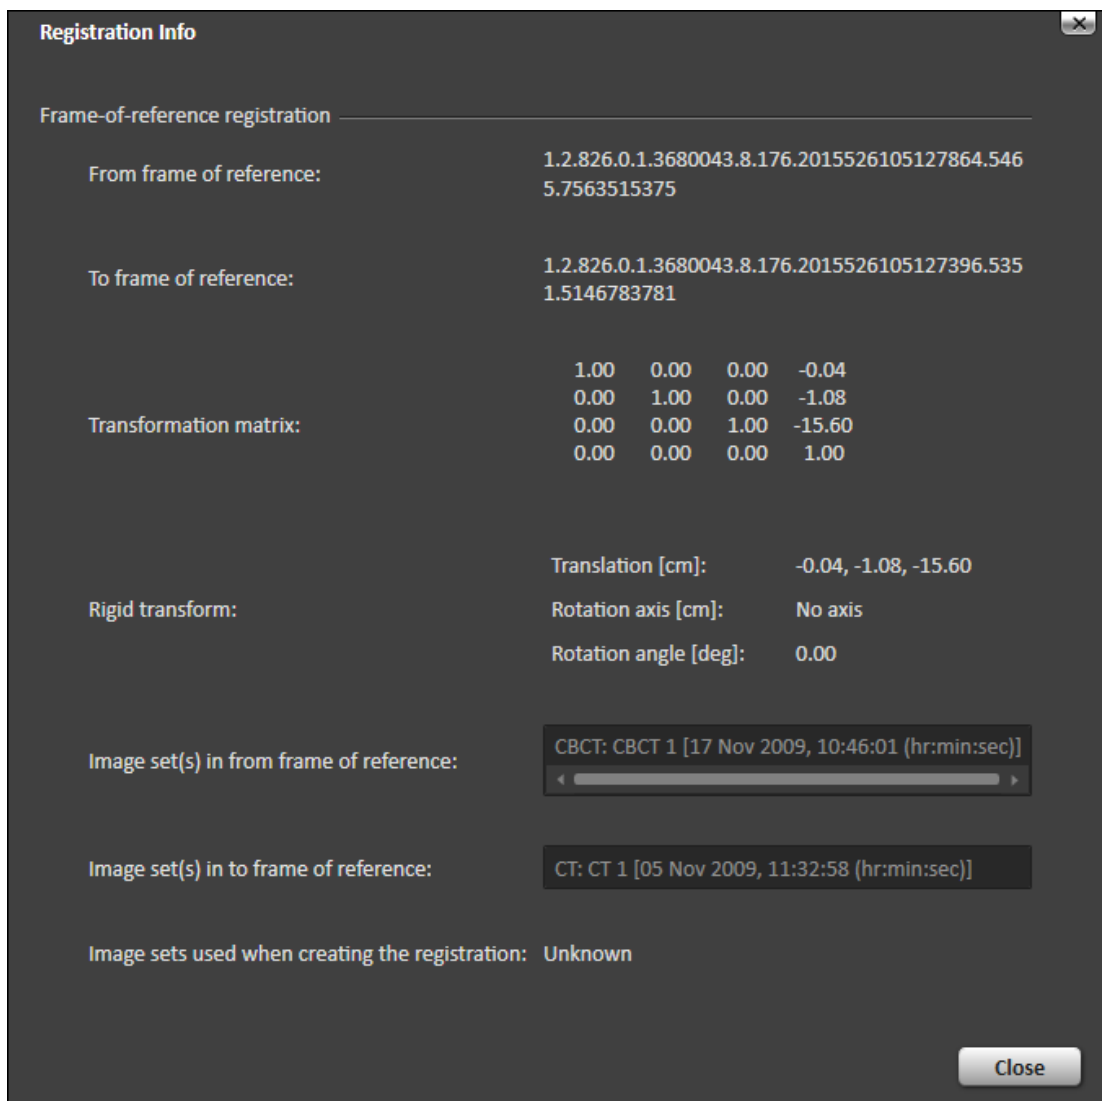 Registration Info
Frame-of-reference registration
From frame of reference:
1.2.826.0.1.3680043.8.176.2015526105127864.546
5.7563515375
To frame of reference:
1.2.826.0.1.3680043.8.176.2015526105127396.535
1.5146783781
Transformation matrix:
1.00 0.00 0.00 -0.04
0.00 1.00 0.00 -1.08
0.00 0.00 1.00 -15.60
0.00 0.00 0.00 1.00
Rigid transform:
Translation [cm]: -0.04, -1.08, -15.60
Rotation axis [cm]: No axis
Rotation angle [deg]: 0.00
Image set(s) in from frame of reference:
CBCT: CBCT 1 [17 Nov 2009, 10:46:01 (hr:min:sec)]
Image set(s) in to frame of reference:
CT: CT 1 [05 Nov 2009, 11:32:58 (hr:min:sec)]
Image sets used when creating the registration: Unknown
Close